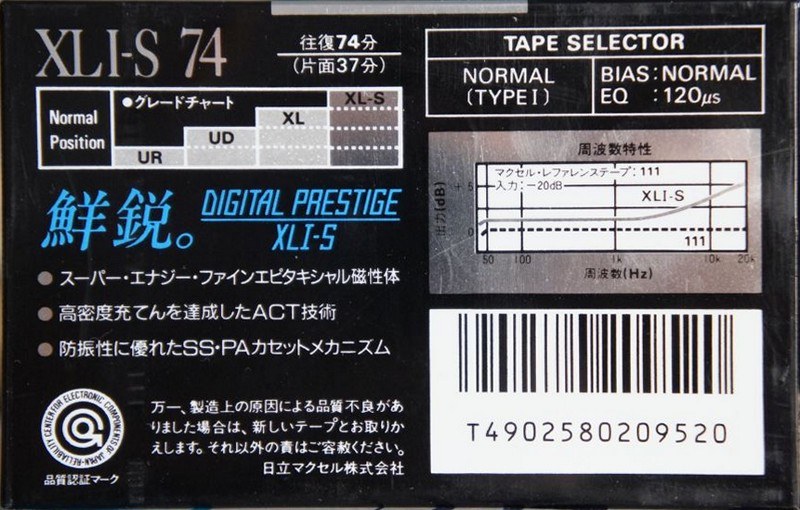 XLI-S 74
往復74分
(片面37分)
TAPE SELECTOR
NORMAL
(TYPE I)
BIAS:NORMAL
EQ :120μs
Normal
Position
●グレードチャート
XL-S
XL
UD
UR
周波数特性
マクセル・レファレンステープ:111
入力:−20dB
XLI-S
111
出力(dB)
+5
0
50 100 1k 10k 20k
周波数(Hz)
鮮鋭。
DIGITAL PRESTIGE
XLI-S
●スーパー・エナジー・ファインエピタキシャル磁性体
●高密度充てんを達成したACT技術
●防振性に優れたSS・PAカセットメカニズム
RELIABILITY CENTER FOR ELECTRONIC COMPONENTS OF JAPAN
品質認証マーク
万一、製造上の原因による品質不良があ
りました場合は、新しいテープとお取りか
えします。それ以外の責はご容赦ください。
日立マクセル株式会社
T4902580209520